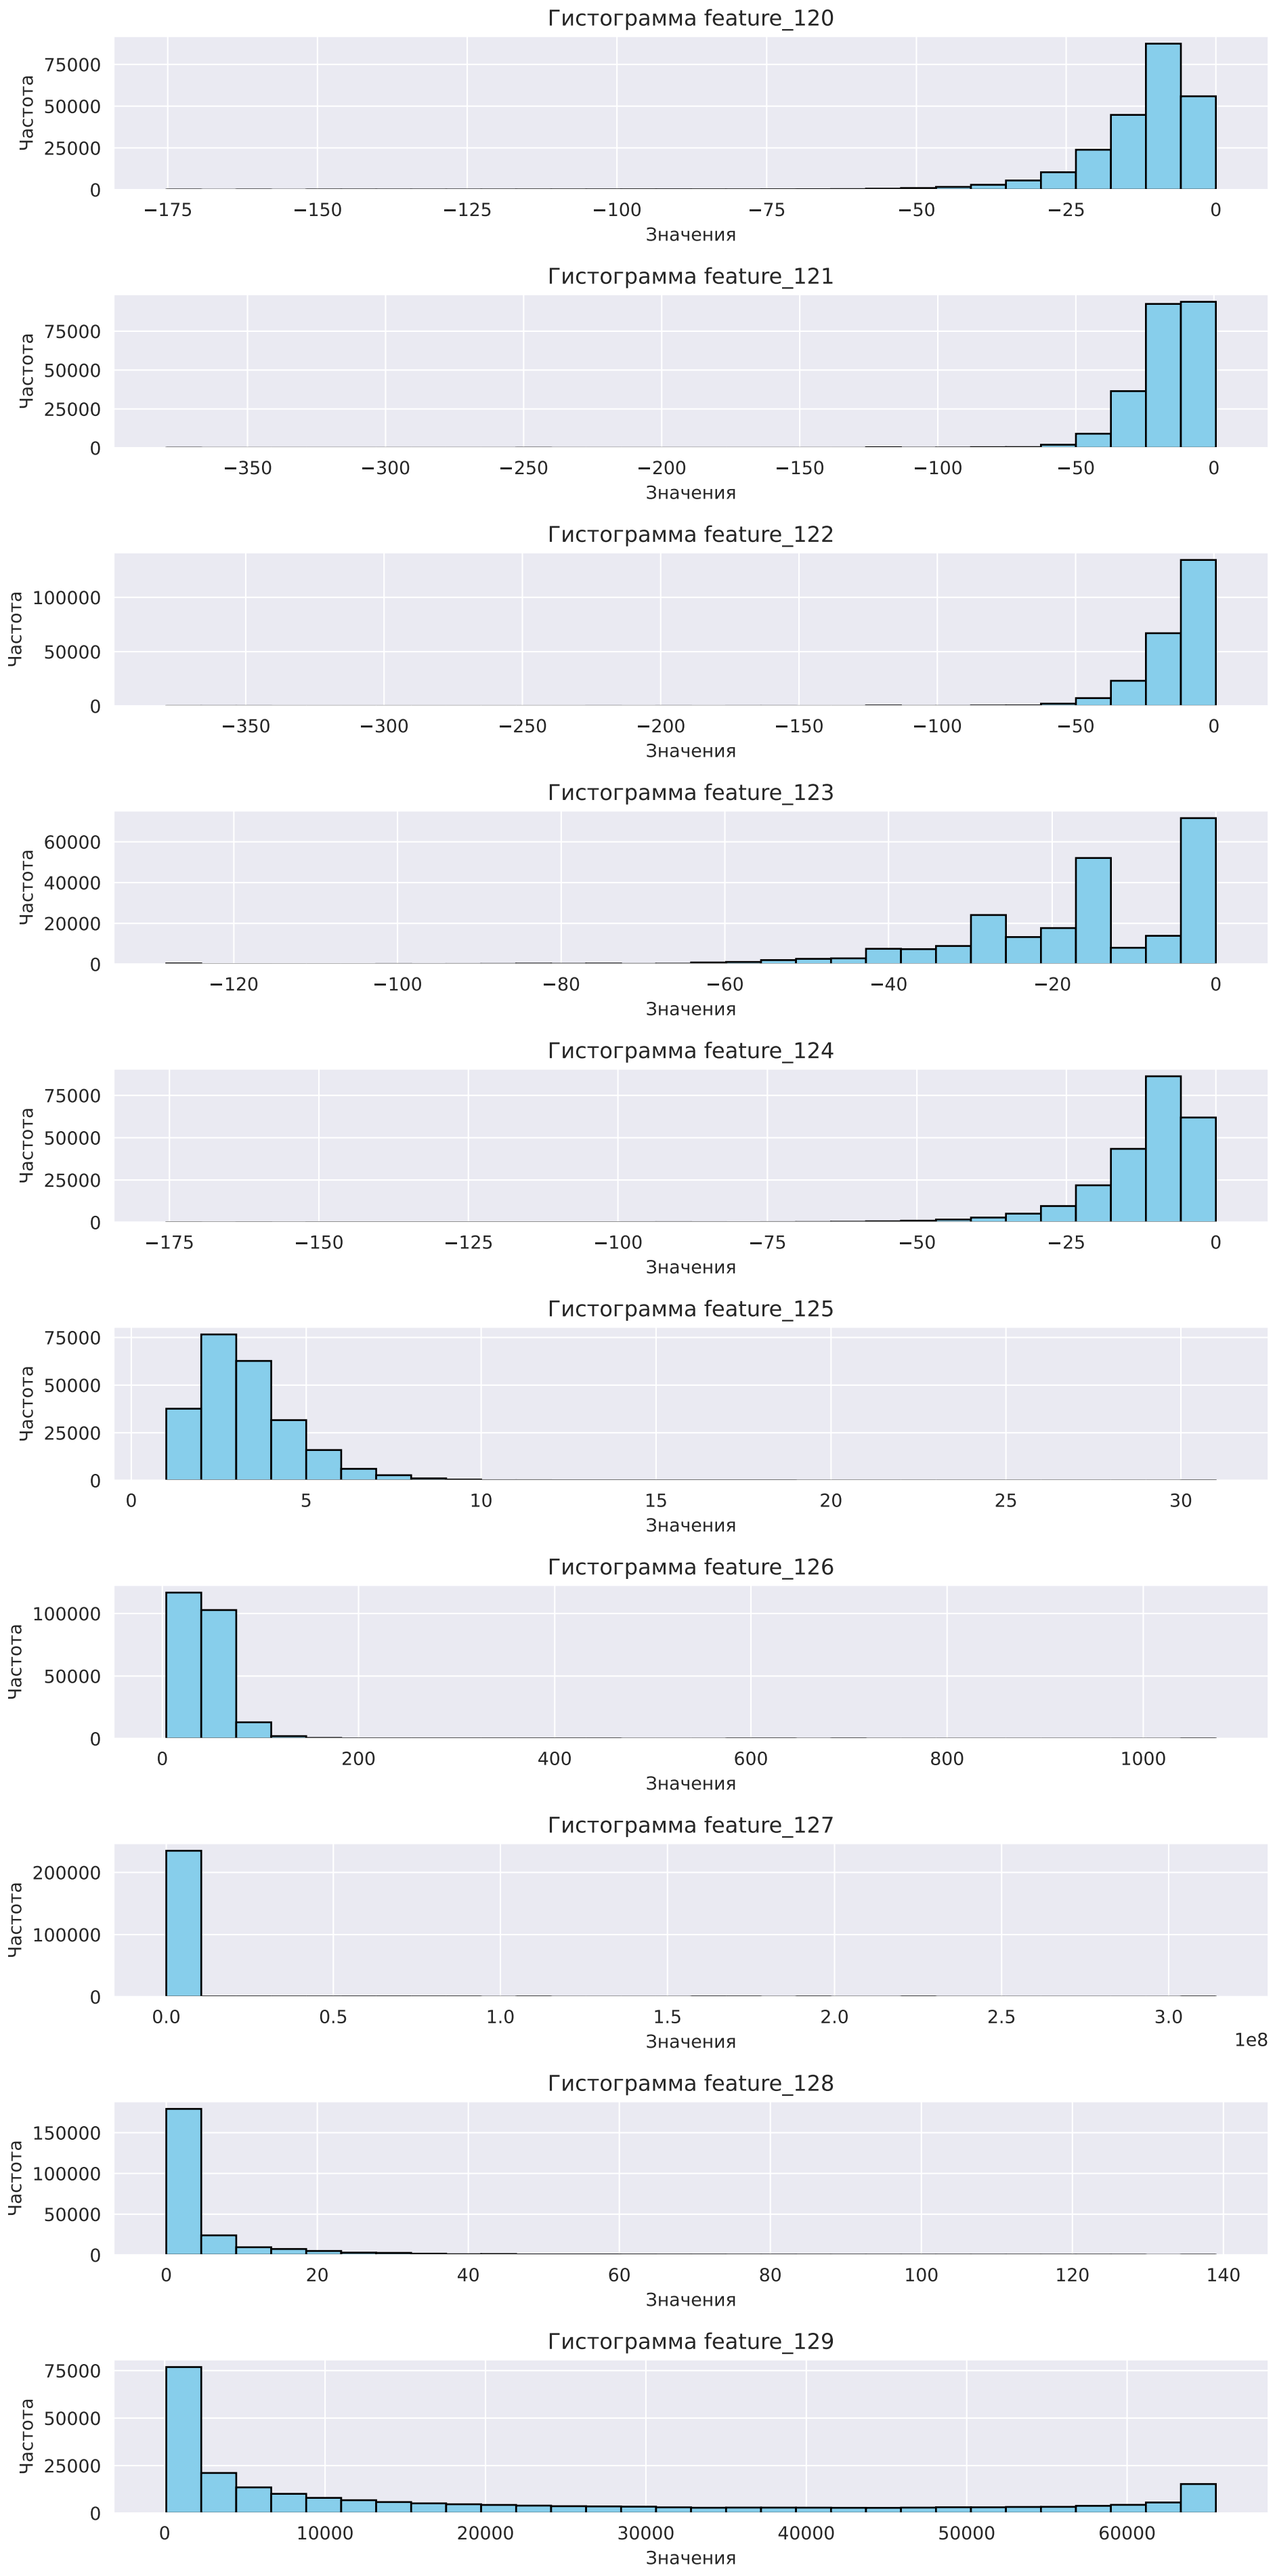 Гистограмма feature_120
Частота
75000
50000
25000
0
−175 −150 −125 −100 −75 −50 −25 0
Значения
Гистограмма feature_121
Частота
75000
50000
25000
0
−350 −300 −250 −200 −150 −100 −50 0
Значения
Гистограмма feature_122
Частота
100000
50000
0
−350 −300 −250 −200 −150 −100 −50 0
Значения
Гистограмма feature_123
Частота
60000
40000
20000
0
−120 −100 −80 −60 −40 −20 0
Значения
Гистограмма feature_124
Частота
75000
50000
25000
0
−175 −150 −125 −100 −75 −50 −25 0
Значения
Гистограмма feature_125
Частота
75000
50000
25000
0
0 5 10 15 20 25 30
Значения
Гистограмма feature_126
Частота
100000
50000
0
0 200 400 600 800 1000
Значения
Гистограмма feature_127
Частота
200000
100000
0
0.0 0.5 1.0 1.5 2.0 2.5 3.0
1e8
Значения
Гистограмма feature_128
Частота
150000
100000
50000
0
0 20 40 60 80 100 120 140
Значения
Гистограмма feature_129
Частота
75000
50000
25000
0
0 10000 20000 30000 40000 50000 60000
Значения